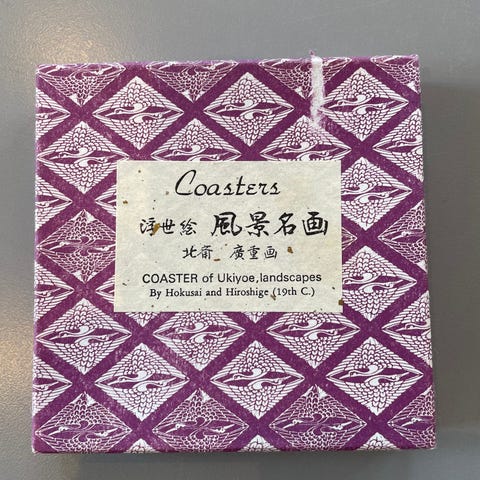 Coasters
浮世絵 風景名画
北斎 廣重画
COASTER of Ukiyoe,landscapes
By Hokusai and Hiroshige (19th C.)